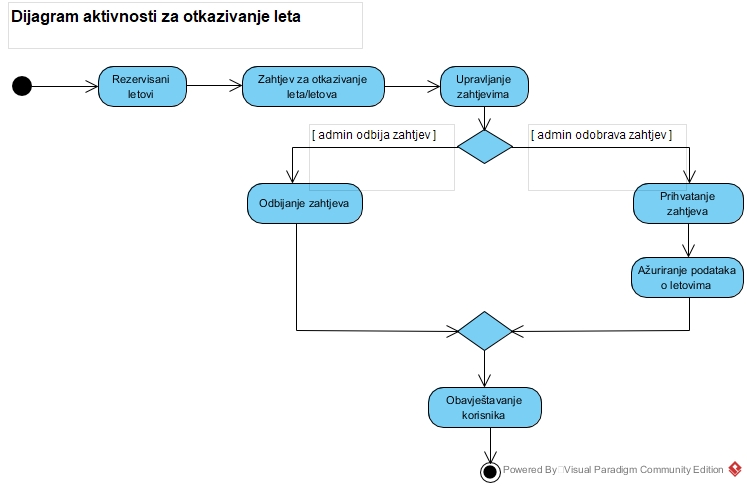 Dijagram aktivnosti za otkazivanje leta
Rezervisani
letovi
Zahtjev za otkazivanje
leta/letova
Upravljanje
zahtjevima
[ admin odbija zahtjev ]
[ admin odobrava zahtjev ]
Odbijanje zahtjeva
Prihvatanje
zahtjeva
Ažuriranje podataka
o letovima
Obavještavanje
korisnika
Powered By Visual Paradigm Community Edition